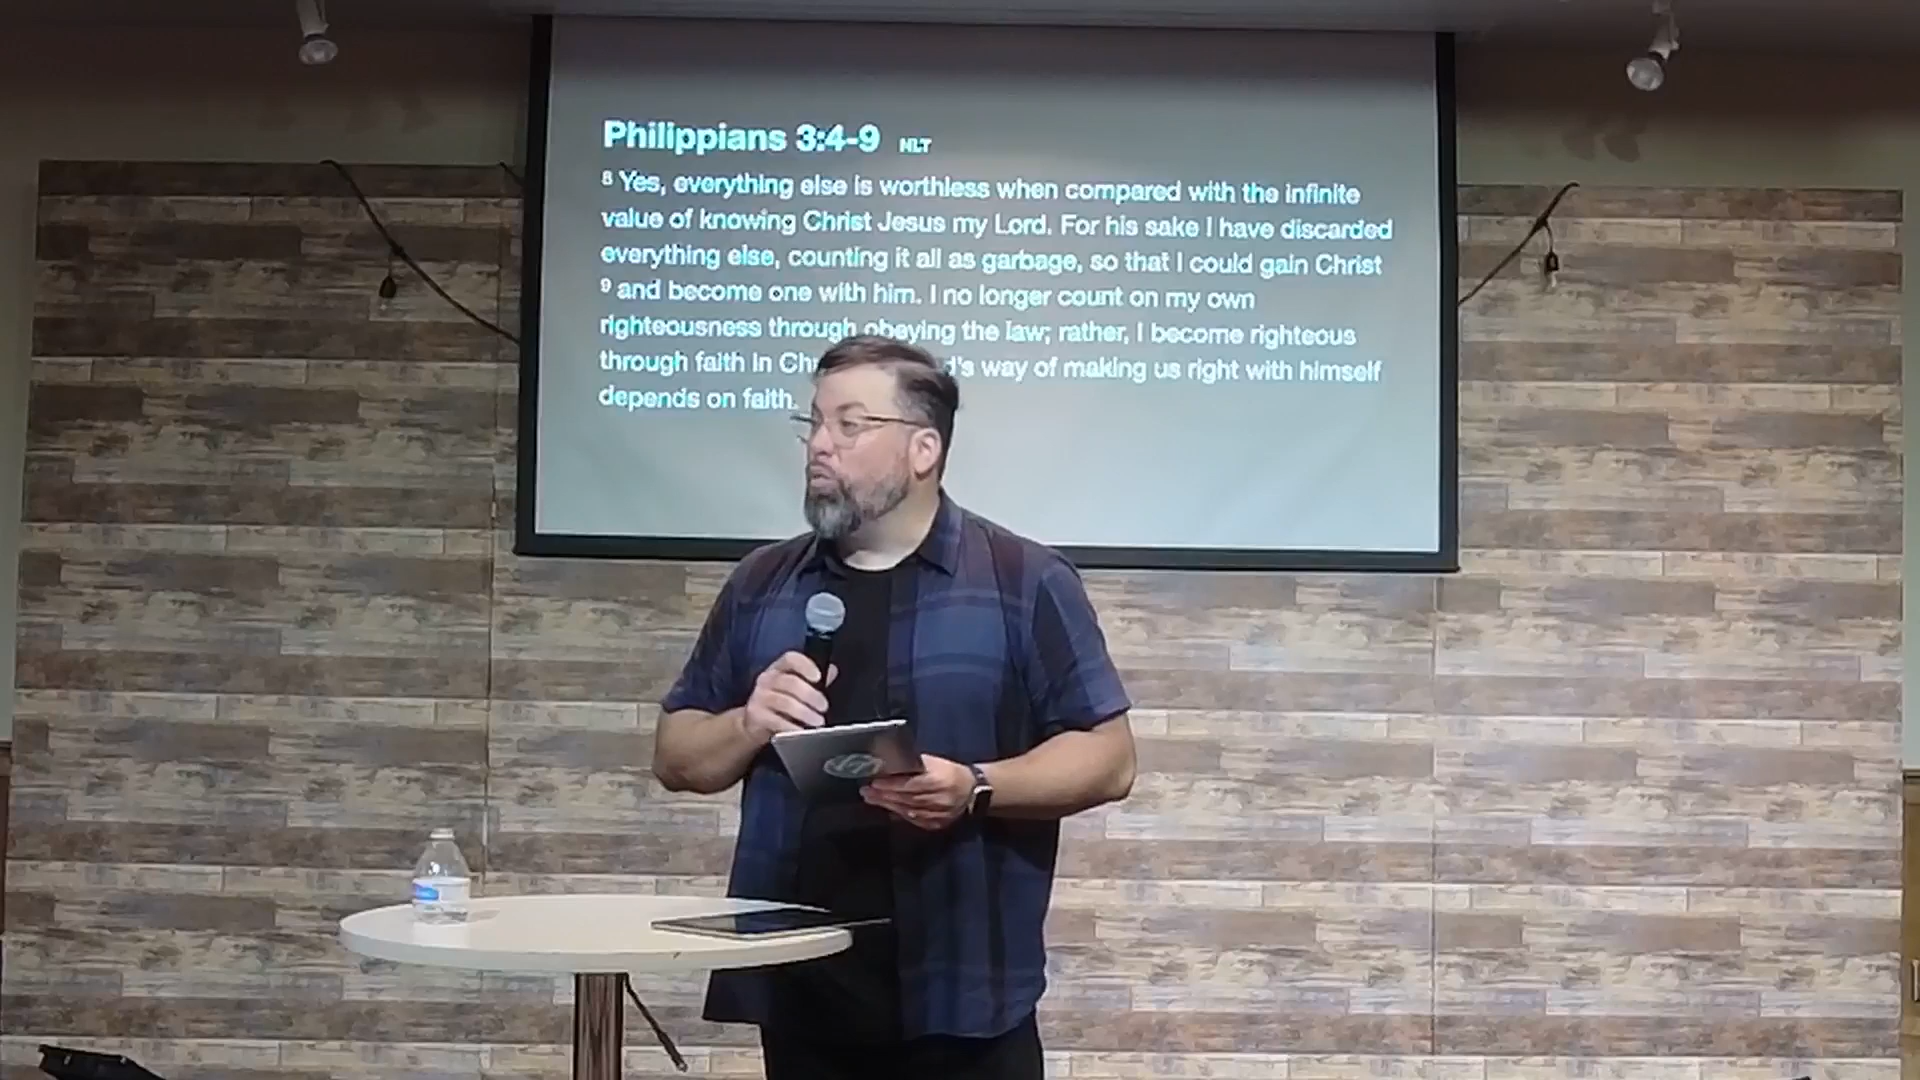 Philippians 3:4-9 NLT
8 Yes, everything else is worthless when compared with the infinite
value of knowing Christ Jesus my Lord. For his sake I have discarded
everything else, counting it all as garbage, so that I could gain Christ
9 and become one with him. I no longer count on my own
righteousness through obeying the law; rather, I become righteous
through faith in Chr d's way of making us right with himself
depends on faith.